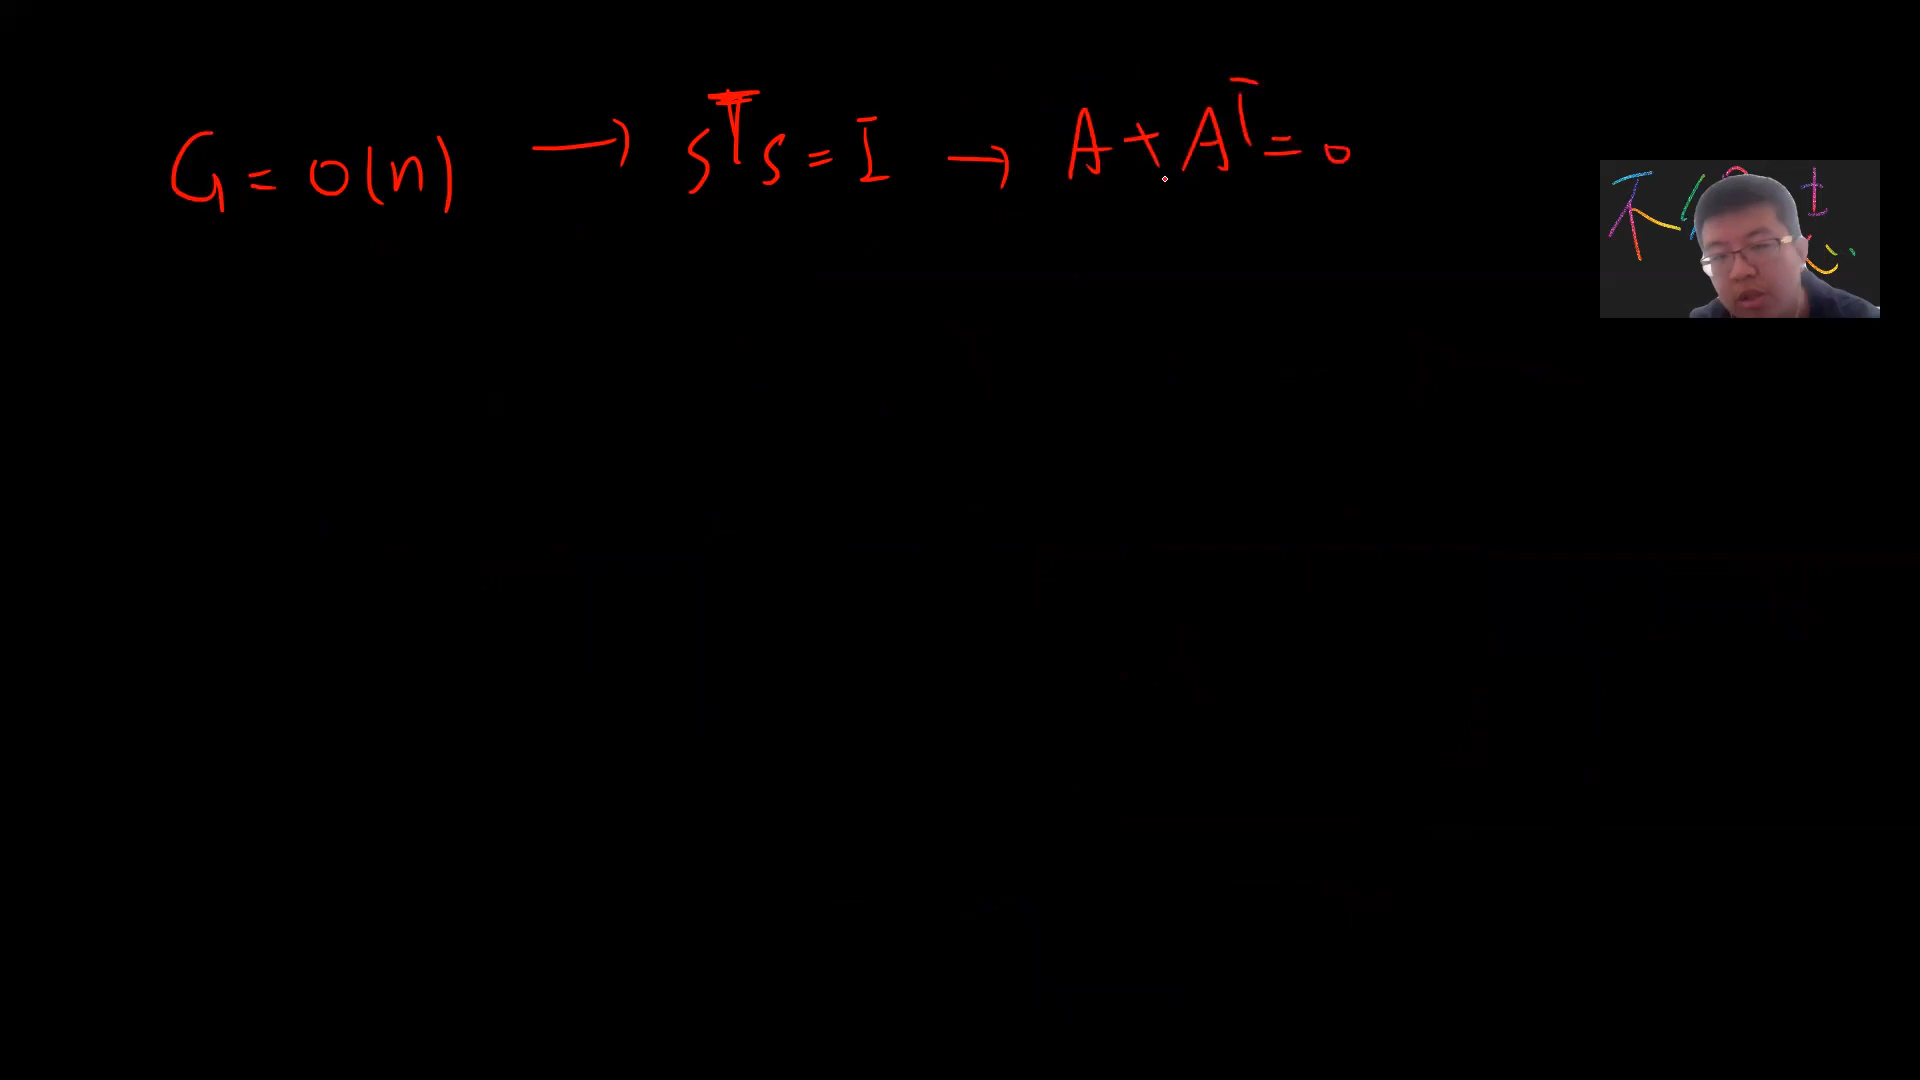 G = O(n) → SᵀS = I → A + Aᵀ = 0